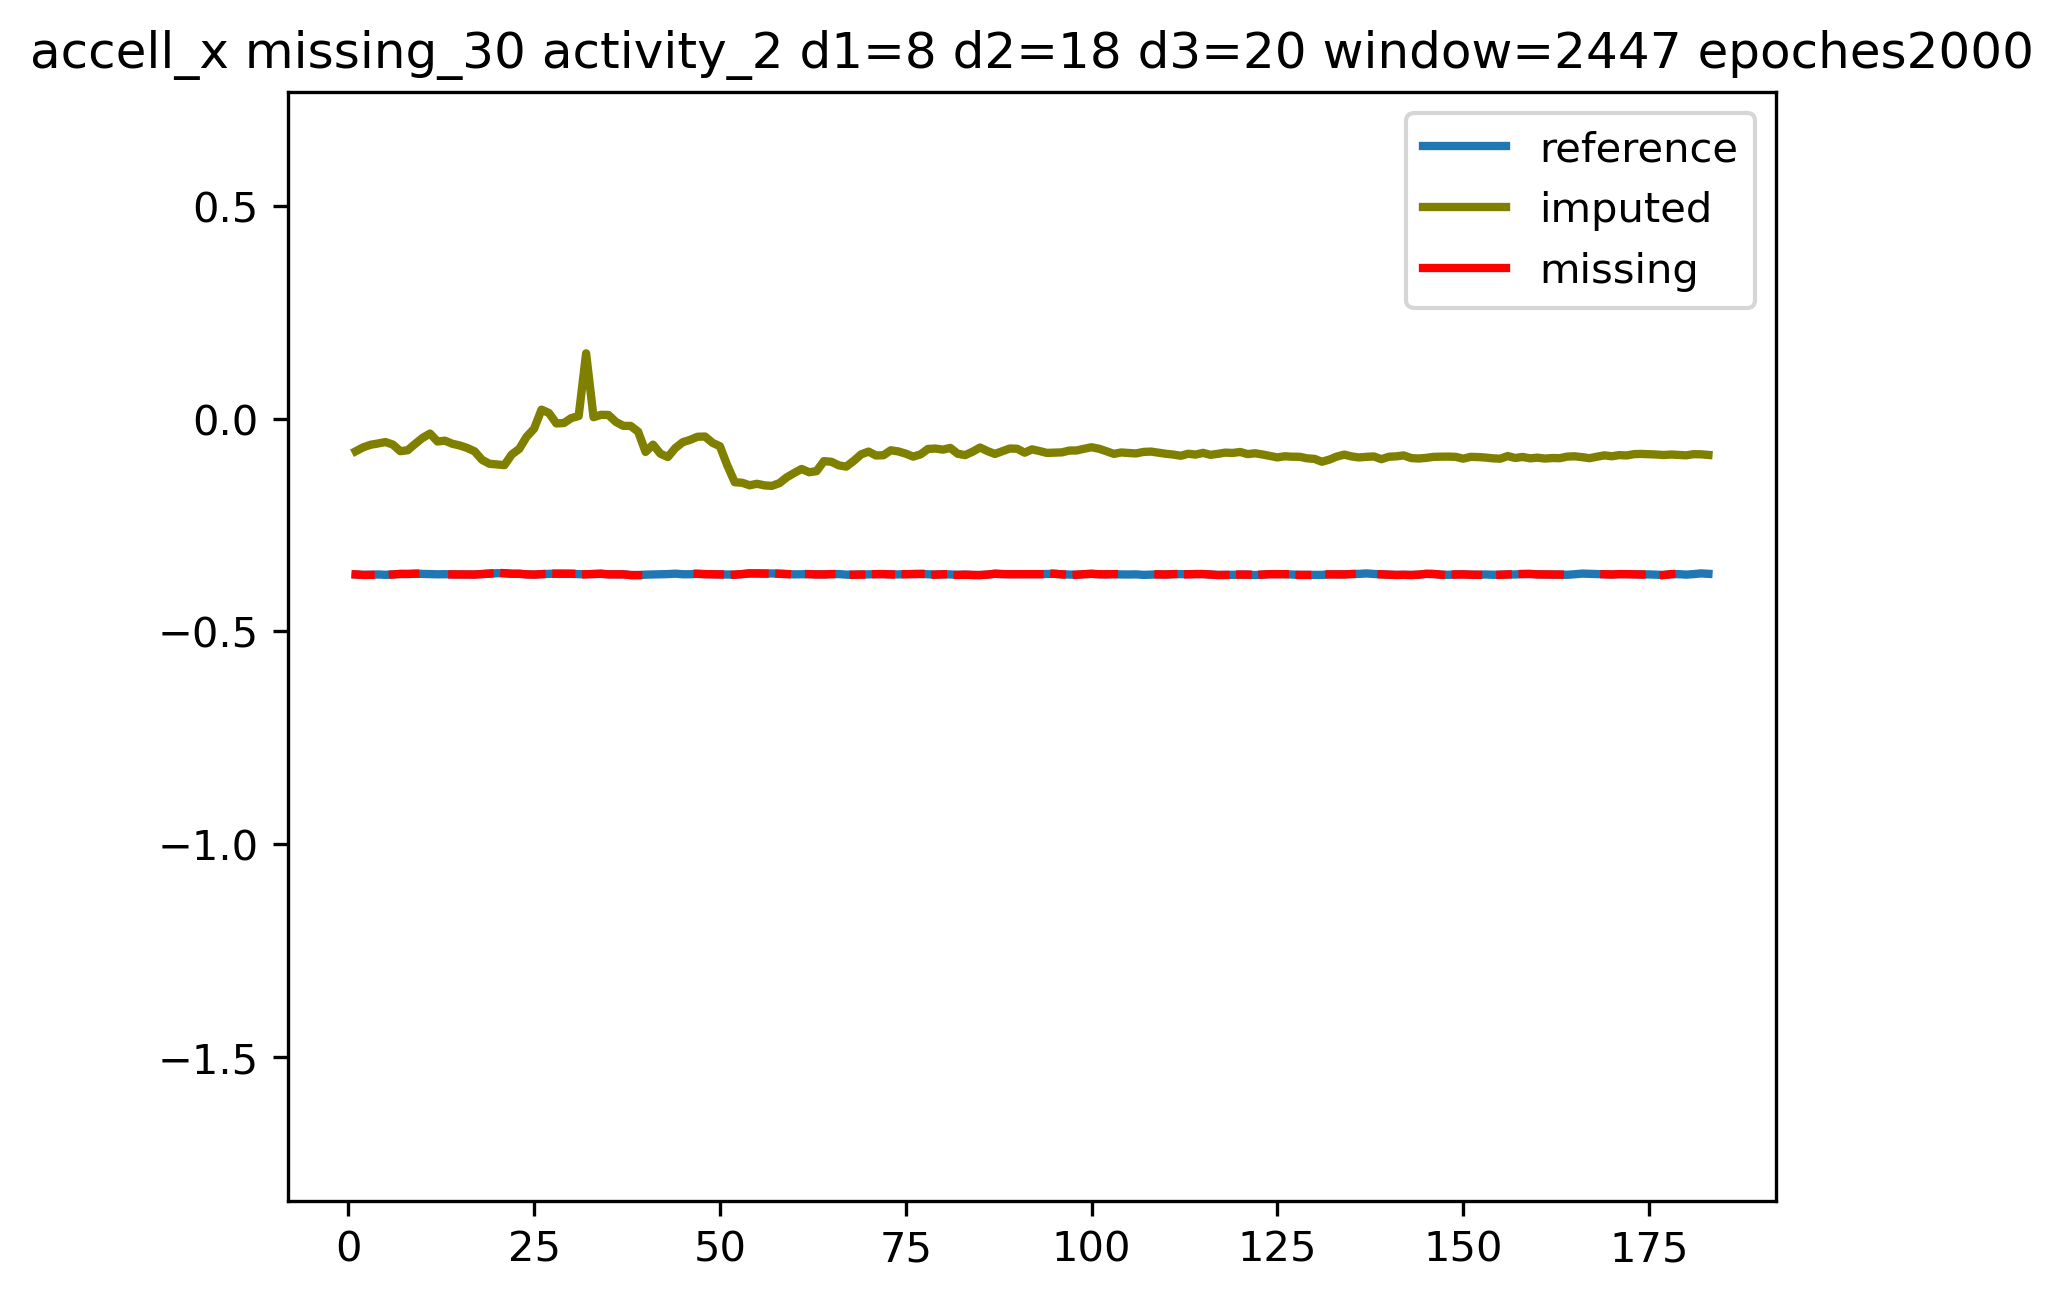 accell_x missing_30 activity_2 d1=8 d2=18 d3=20 window=2447 epoches2000
reference
imputed
missing
0.5
0.0
−0.5
−1.0
−1.5
0 25 50 75 100 125 150 175